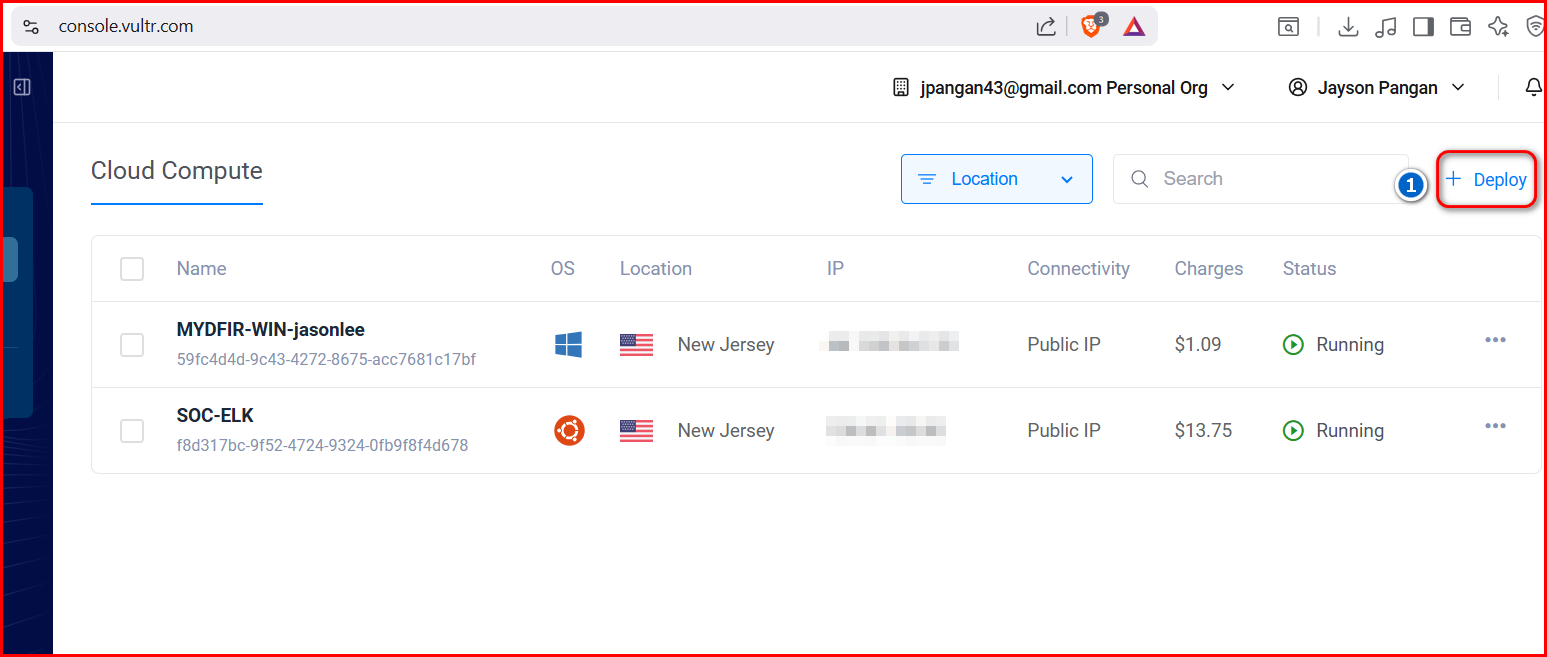 console.vultr.com
3
jpangan43@gmail.com Personal Org
Jayson Pangan
Cloud Compute
Location
Search
1
Deploy
Name OS Location IP Connectivity Charges Status
MYDFIR-WIN-jasonlee
59fc4d4d-9c43-4272-8675-acc7681c17bf
New Jersey Public IP $1.09 Running
SOC-ELK
f8d317bc-9f52-4724-9324-0fb9f8f4d678
New Jersey Public IP $13.75 Running